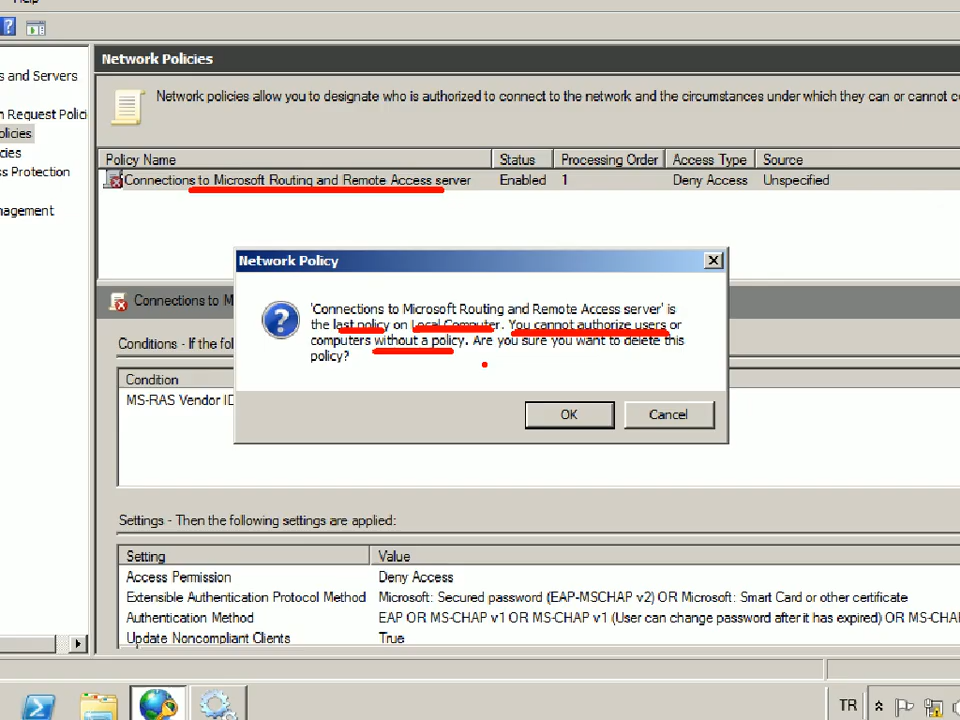 Help
Network Policies
s and Servers
Network policies allow you to designate who is authorized to connect to the network and the circumstances under which they can or cannot c
n Request Polici
olicies
cies
ss Protection
nagement
Policy Name Status Processing Order Access Type Source
Connections to Microsoft Routing and Remote Access server Enabled 1 Deny Access Unspecified
Network Policy
'Connections to Microsoft Routing and Remote Access server' is
the last policy on Local Computer. You cannot authorize users or
computers without a policy. Are you sure you want to delete this
policy?
OK Cancel
Connections to M
Conditions - If the fol
Condition
MS-RAS Vendor ID
Settings - Then the following settings are applied:
Setting Value
Access Permission Deny Access
Extensible Authentication Protocol Method Microsoft: Secured password (EAP-MSCHAP v2) OR Microsoft: Smart Card or other certificate
Authentication Method EAP OR MS-CHAP v1 OR MS-CHAP v1 (User can change password after it has expired) OR MS-CHA
Update Noncompliant Clients True
TR